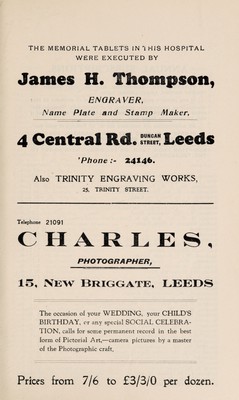 THE MEMORIAL TABLETS IN THIS HOSPITAL
WERE EXECUTED BY
James H. Thompson,
ENGRAVER,
Name Plate and Stamp Maker,
4 Central Rd. DUNCAN STREET, Leeds
'Phone :- 24146.
Also TRINITY ENGRAVING WORKS,
25, TRINITY STREET.
Telephone 21091
CHARLES,
PHOTOGRAPHER,
15, NEW BRIGGATE, LEEDS
The occasion of your WEDDING, your CHILD'S
BIRTHDAY, or any special SOCIAL CELEBRA-
TION, calls for some permanent record in the best
form of Pictorial Art,—camera pictures by a master
of the Photographic craft.
Prices from 7/6 to £3/3/0 per dozen.